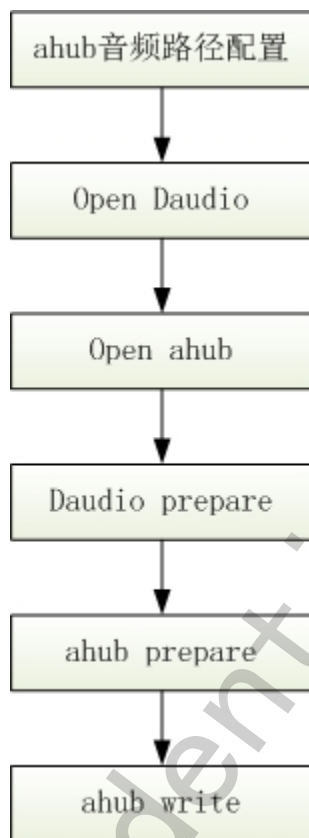 ahub音频路径配置
Open Daudio
Open ahub
Daudio prepare
ahub prepare
ahub write